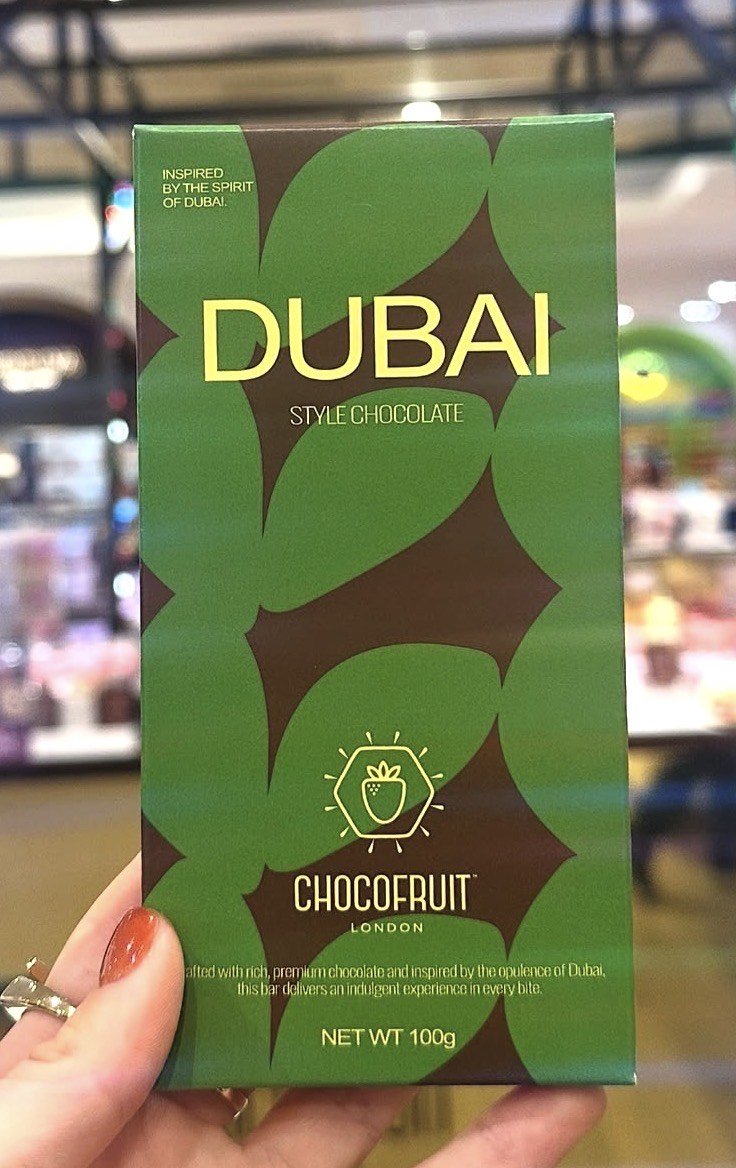 INSPIRED
BY THE SPIRIT
OF DUBAI.
DUBAI
STYLE CHOCOLATE
CHOCOFRUIT™
LONDON
afted with rich, premium chocolate and inspired by the opulence of Dubai,
this bar delivers an indulgent experience in every bite.
NET WT 100g